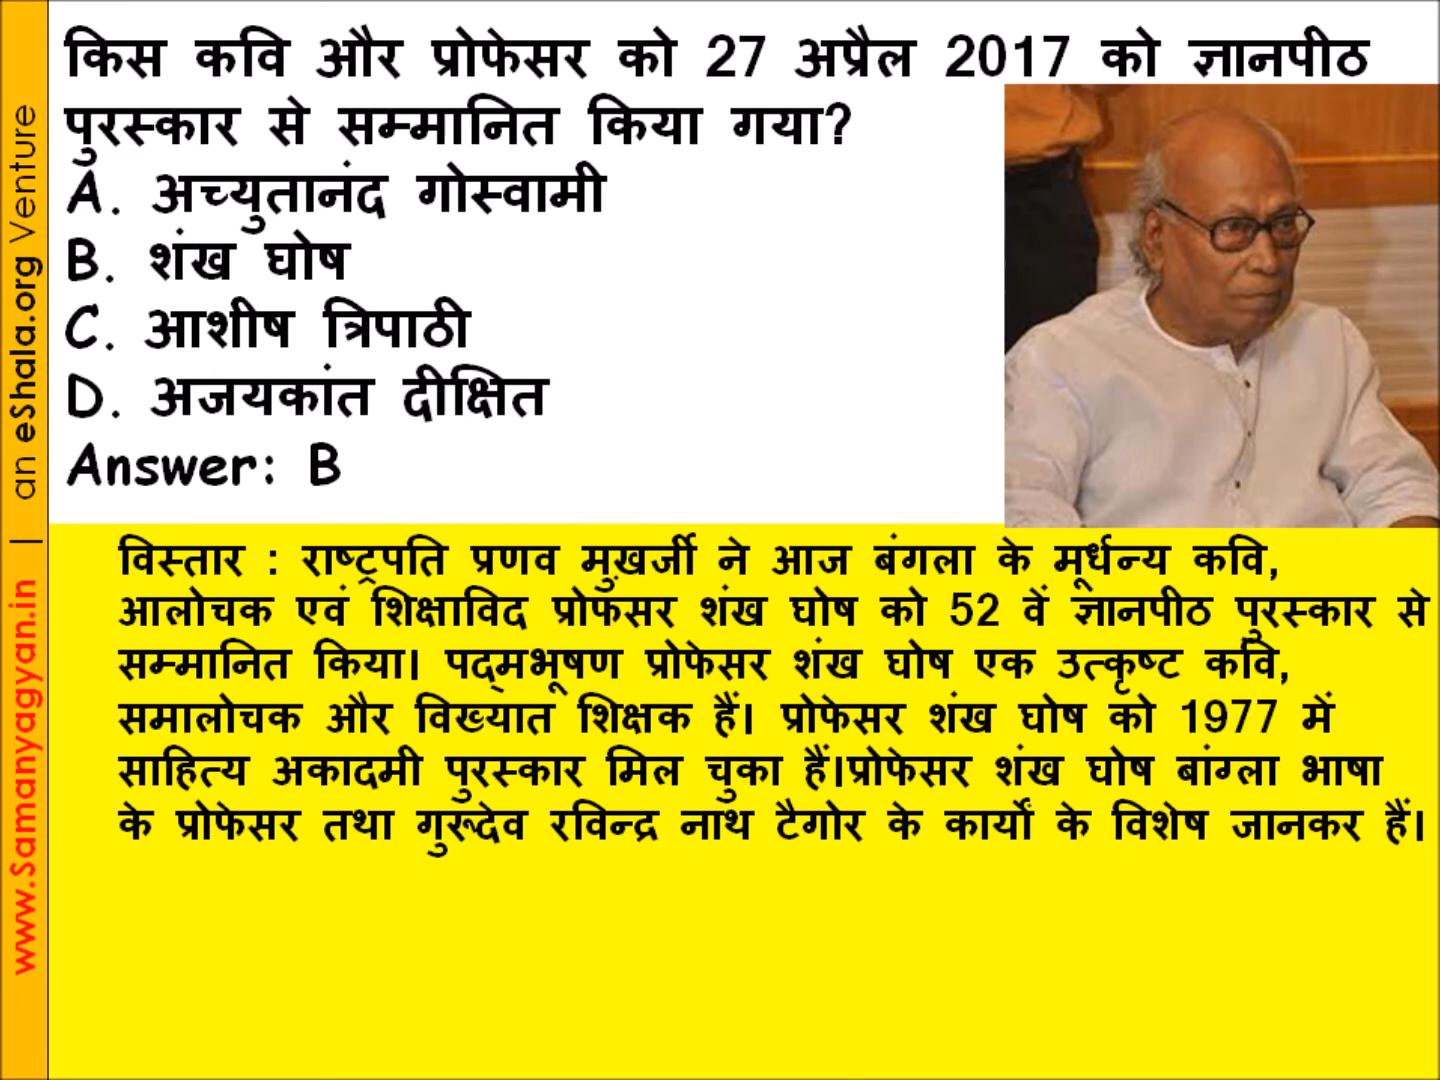 किस कवि और प्रोफेसर को 27 अप्रैल 2017 को ज्ञानपीठ
पुरस्कार से सम्मानित किया गया?
A. अच्युतानंद गोस्वामी
B. शंख घोष
C. आशीष त्रिपाठी
D. अजयकांत दीक्षित
Answer: B
विस्तार : राष्ट्रपति प्रणव मुख़र्जी ने आज बंगला के मूर्धन्य कवि,
आलोचक एवं शिक्षाविद प्रोफेसर शंख घोष को 52 वें ज्ञानपीठ पुरस्कार से
सम्मानित किया। पद्मभूषण प्रोफेसर शंख घोष एक उत्कृष्ट कवि,
समालोचक और विख्यात शिक्षक हैं। प्रोफेसर शंख घोष को 1977 में
साहित्य अकादमी पुरस्कार मिल चुका हैं।प्रोफेसर शंख घोष बांग्ला भाषा
के प्रोफेसर तथा गुरूदेव रविन्द्र नाथ टैगोर के कार्यों के विशेष जानकर हैं।
www.Samanyagyan.in | an eShala.org Venture